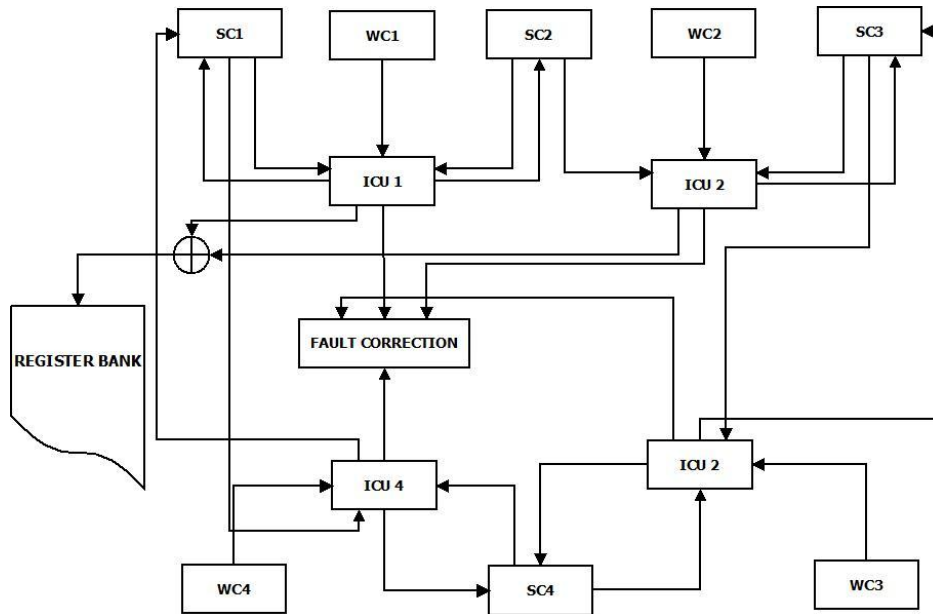 SC1
WC1
SC2
WC2
SC3
ICU 1
ICU 2
REGISTER BANK
FAULT CORRECTION
ICU 4
ICU 2
WC4
SC4
WC3